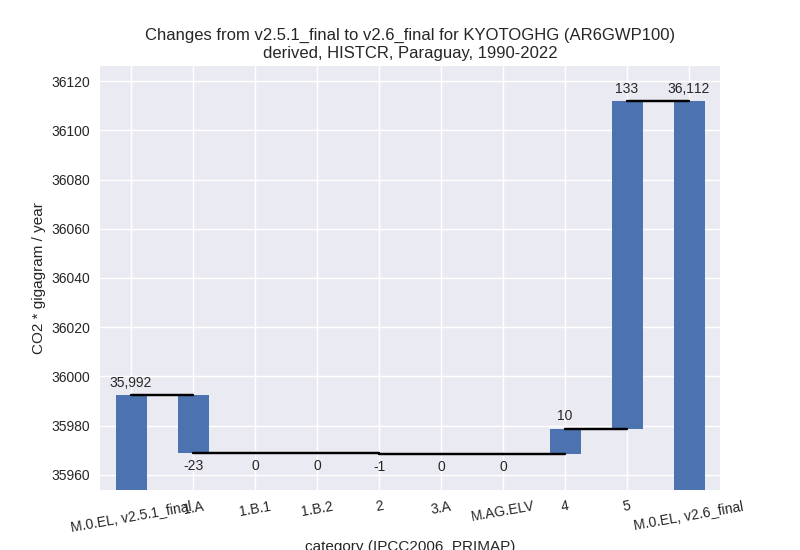 Changes from v2.5.1_final to v2.6_final for KYOTOGHG (AR6GWP100)
derived, HISTCR, Paraguay, 1990-2022
36120
36100
36080
36060
36040
36020
36000
35980
35960
CO2 * gigagram / year
35,992
-23
0
0
-1
0
0
10
133
36,112
M.0.EL, v2.5.1_final
1.A
1.B.1
1.B.2
2
3.A
M.AG.ELV
4
5
M.0.EL, v2.6_final
category (IPCC2006_PRIMAP)